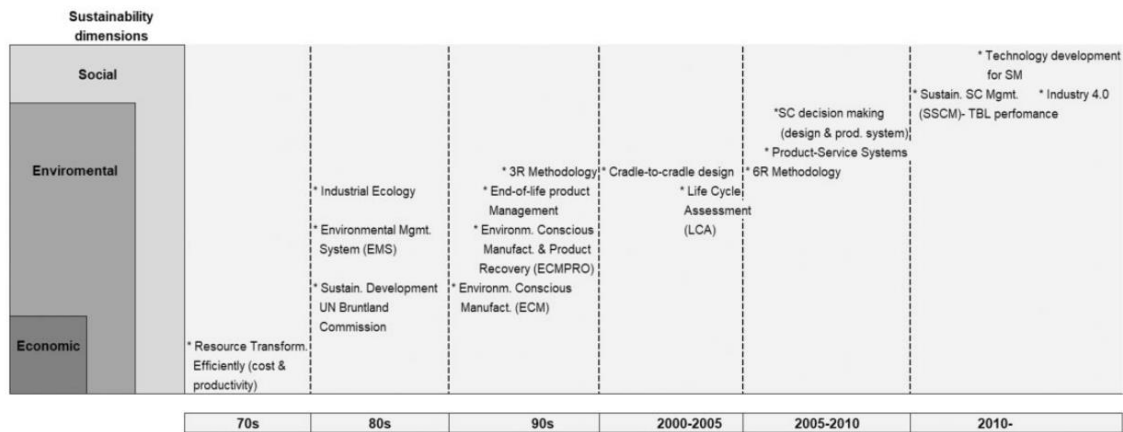 Sustainability
dimensions
Social
Enviromental
Economic
* Resource Transform.
Efficiently (cost &
productivity)
* Industrial Ecology
* Environmental Mgmt.
System (EMS)
* Sustain. Development
UN Bruntland
Commission
* 3R Methodology
* End-of-life product
Management
* Environm. Conscious
Manufact. & Product
Recovery (ECMPRO)
* Environm. Conscious
Manufact. (ECM)
* Cradle-to-cradle design
* Life Cycle
Assessment
(LCA)
*SC decision making
(design & prod. system)
* Product-Service Systems
* 6R Methodology
* Technology development
for SM
* Sustain. SC Mgmt.
(SSCM)- TBL perfomance
* Industry 4.0
70s
80s
90s
2000-2005
2005-2010
2010-